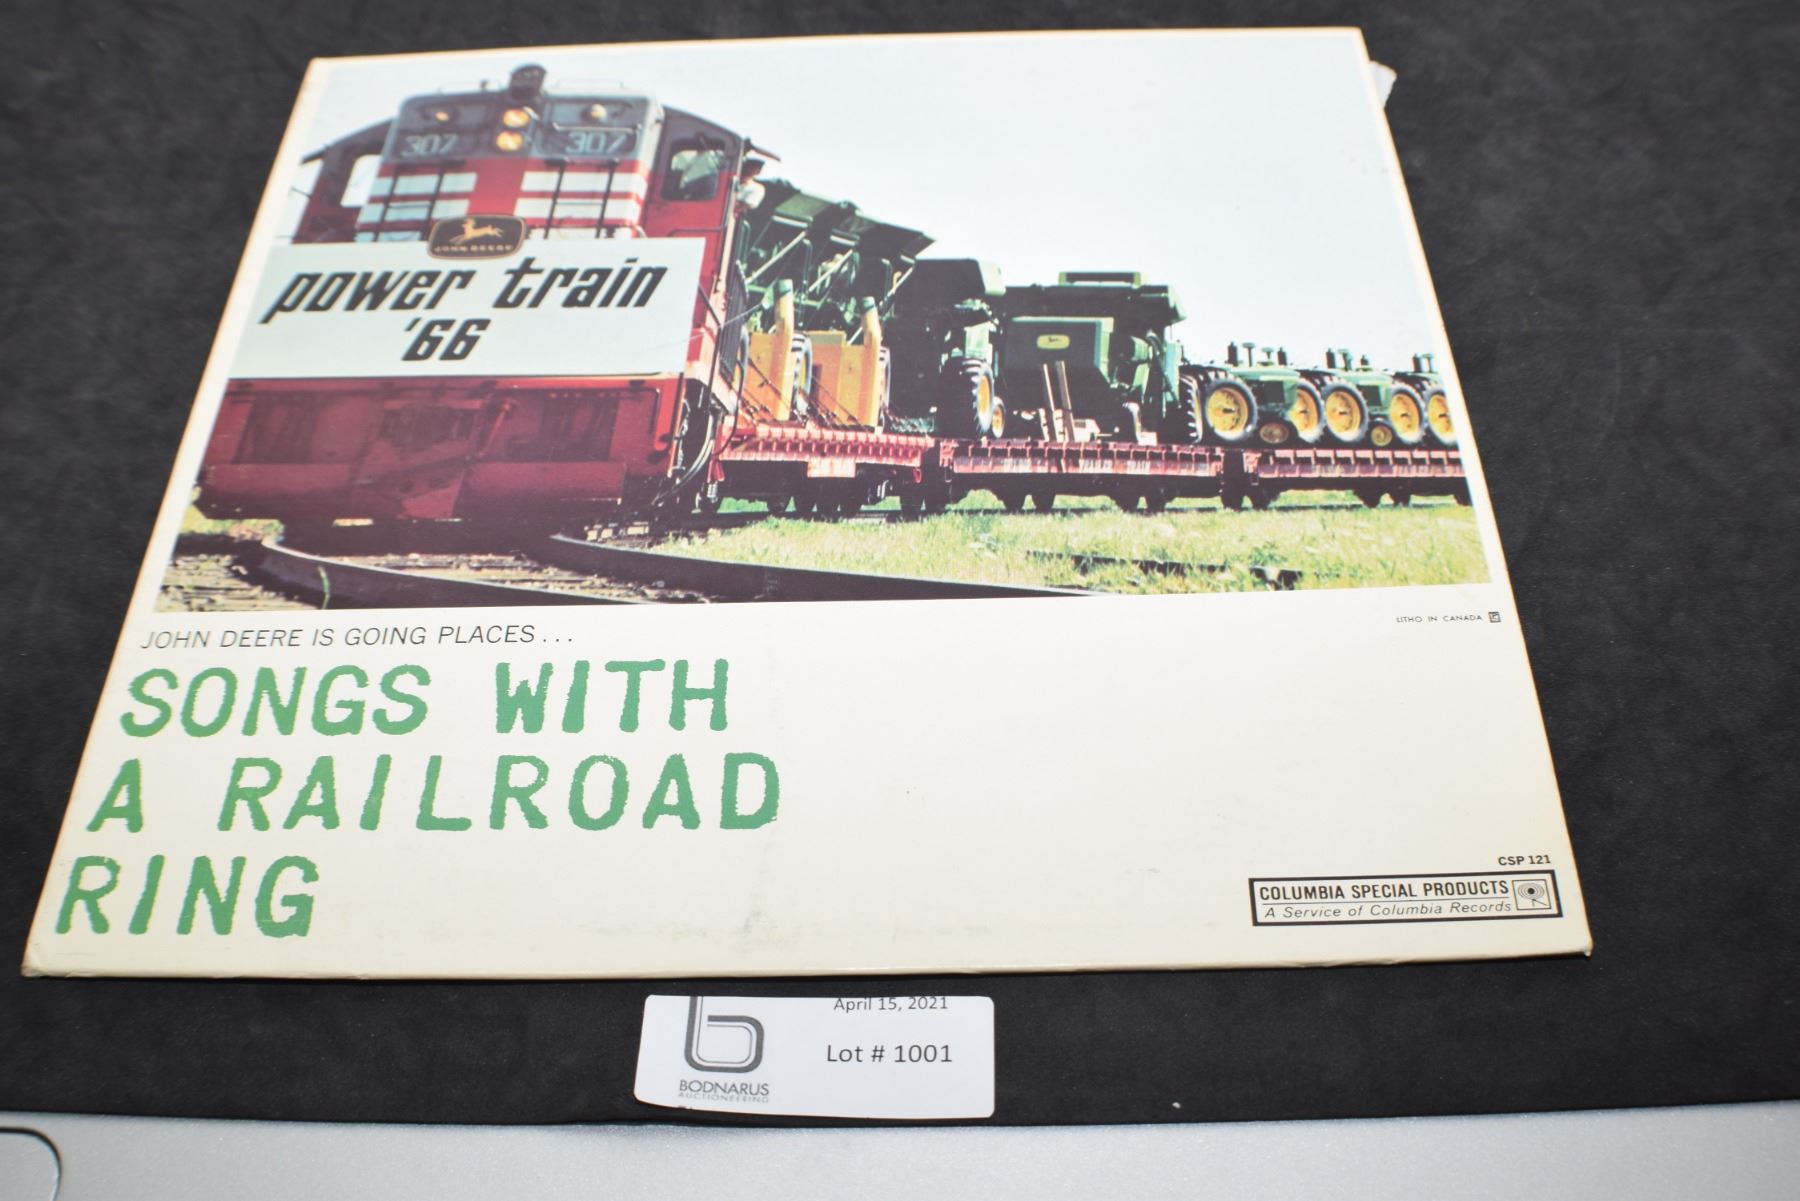 307 307
JOHN DEERE
power train
'66
JOHN DEERE IS GOING PLACES...
LITHO IN CANADA
SONGS WITH
A RAILROAD
RING
CSP 121
COLUMBIA SPECIAL PRODUCTS
A Service of Columbia Records
April 15, 2021
Lot # 1001
b
BODNARUS
AUCTIONEERING